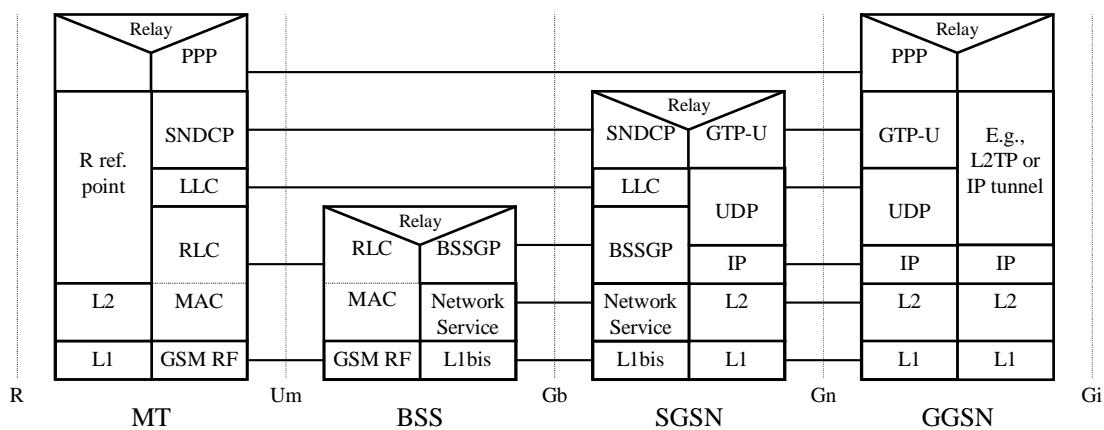 Relay
PPP
R ref.
point
SNDCP
LLC
RLC
L2
MAC
L1
GSM RF
Relay
RLC
BSSGP
MAC
Network
Service
GSM RF
L1bis
Relay
SNDCP
GTP-U
LLC
UDP
BSSGP
IP
Network
Service
L2
L1bis
L1
Relay
PPP
GTP-U
E.g.,
L2TP or
IP tunnel
UDP
IP
IP
L2
L2
L1
L1
R
Um
Gb
Gn
Gi
MT
BSS
SGSN
GGSN